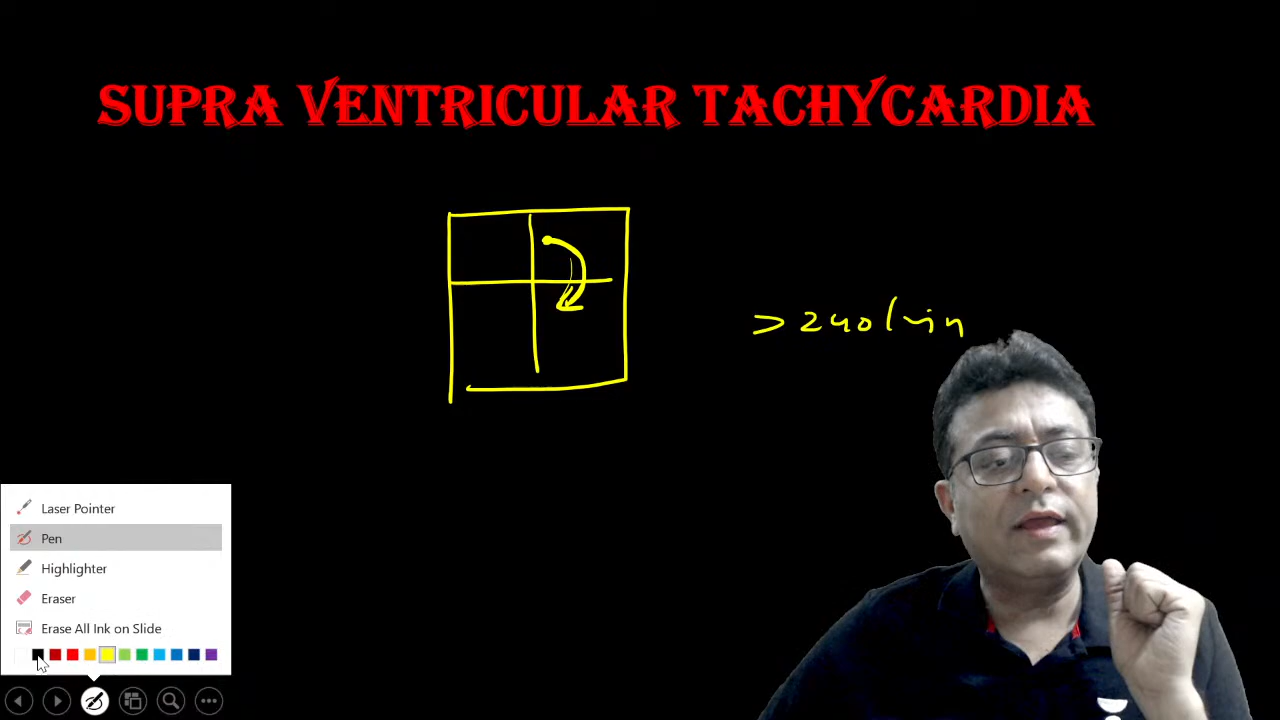 SUPRA VENTRICULAR TACHYCARDIA
>240/min
Laser Pointer
Pen
Highlighter
Eraser
Erase All Ink on Slide